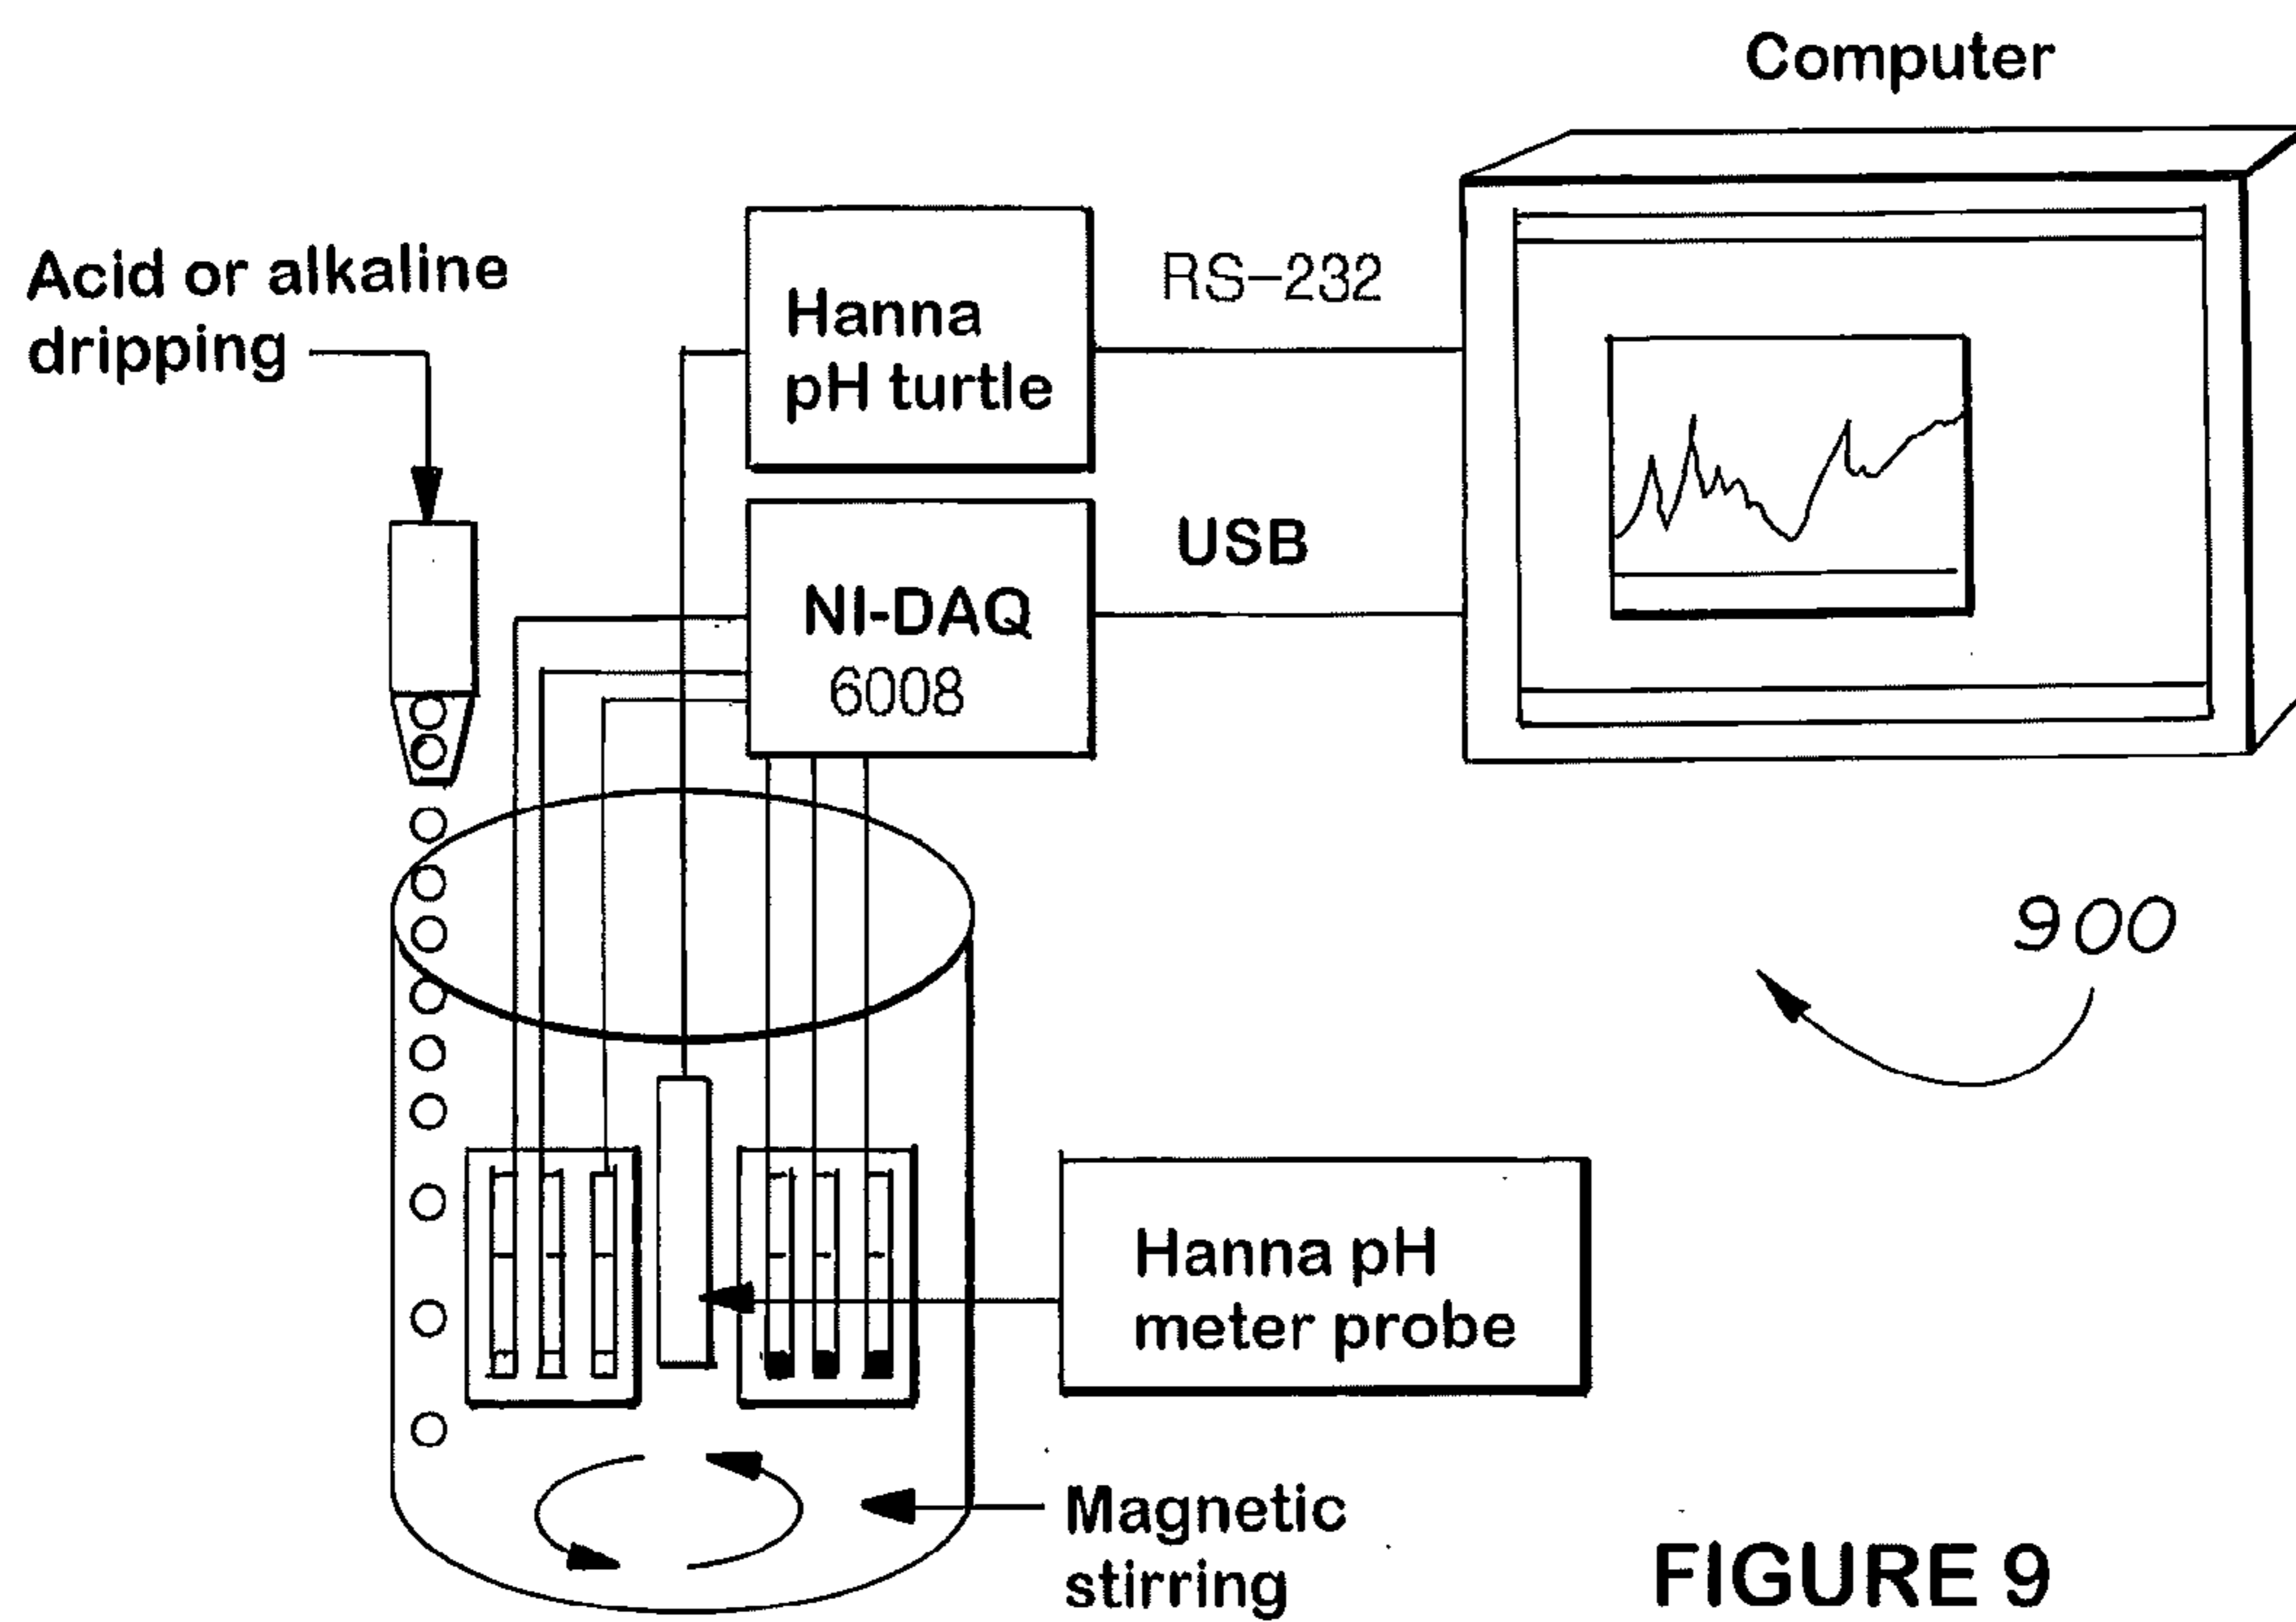 Computer
Acid or alkaline
dripping
Hanna
pH turtle
RS-232
NI-DAQ
6008
USB
900
Hanna pH
meter probe
Magnetic
stirring
FIGURE 9